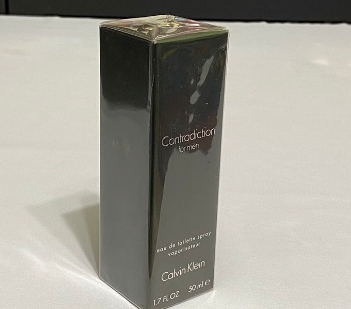 Contradiction
for men
eau de toilette spray
vaporisateur
Calvin Klein
1.7 FL OZ 50 ml e